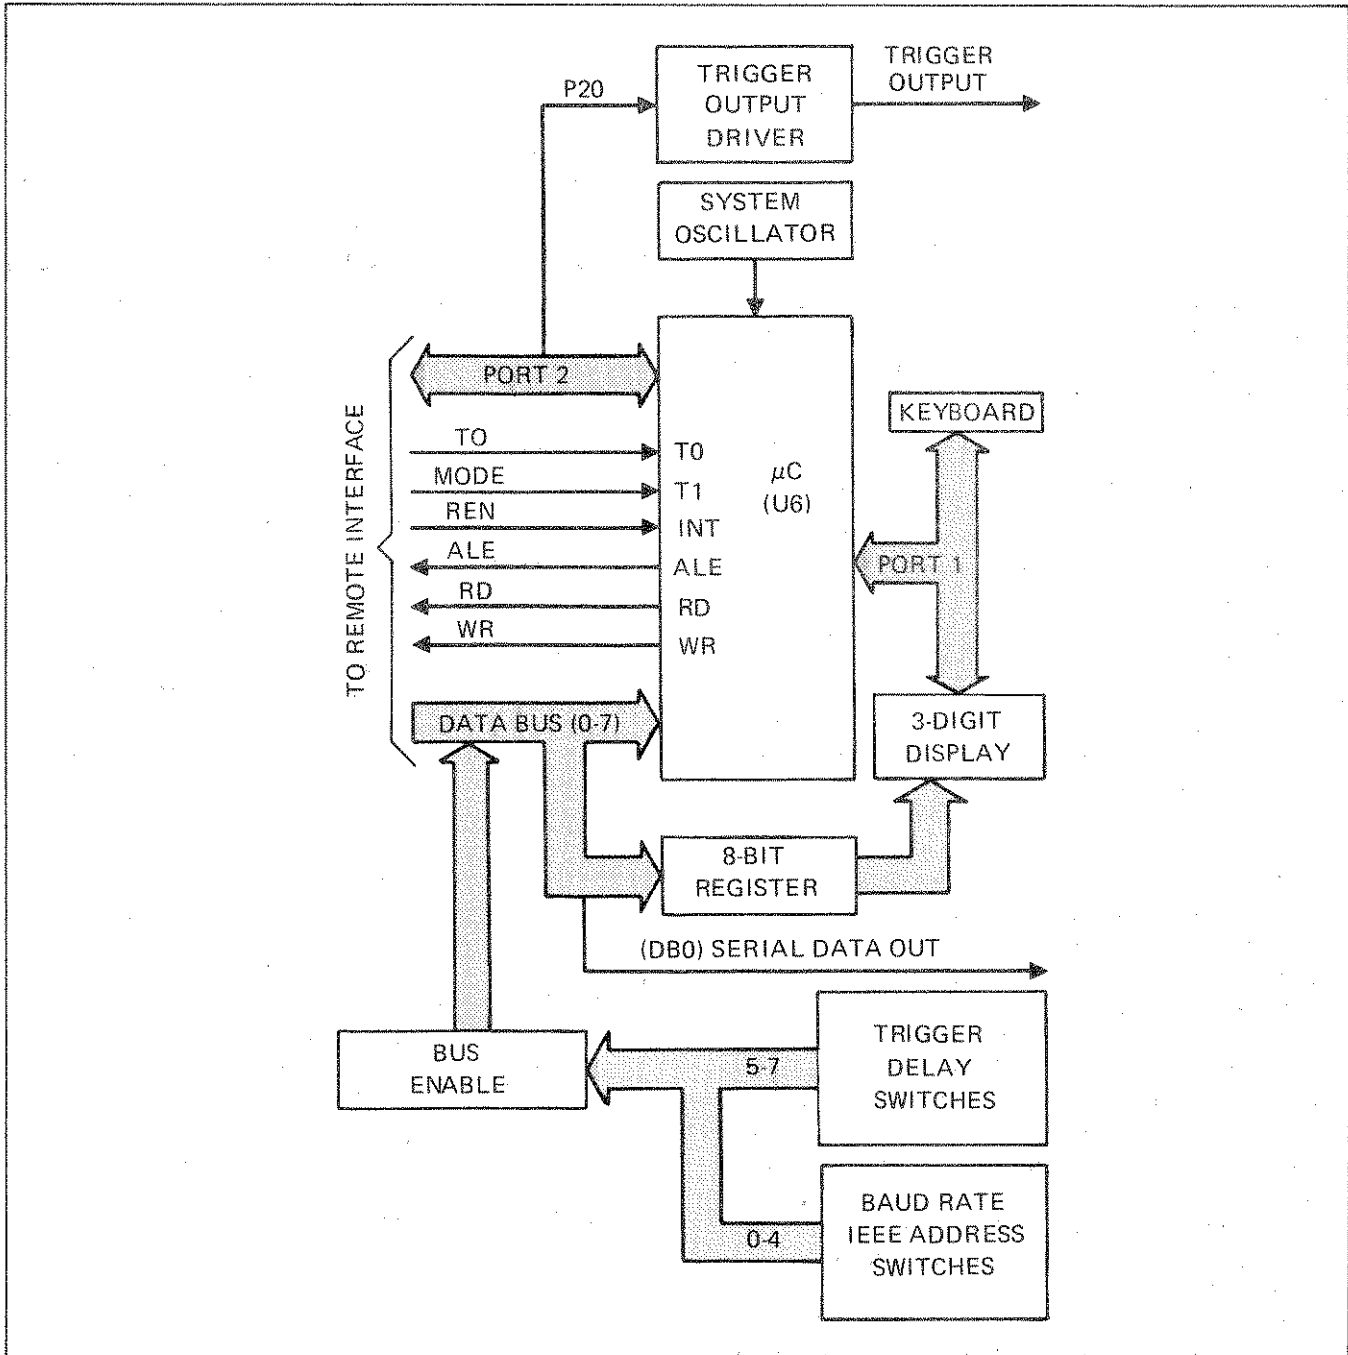 TRIGGER
OUTPUT
P20
TRIGGER
OUTPUT
DRIVER
SYSTEM
OSCILLATOR
PORT 2
TO REMOTE INTERFACE
TO
MODE
REN
ALE
RD
WR
T0
T1
INT
ALE
RD
WR
µC
(U6)
KEYBOARD
PORT 1
DATA BUS (0-7)
3-DIGIT
DISPLAY
8-BIT
REGISTER
(DB0) SERIAL DATA OUT
BUS
ENABLE
5-7
TRIGGER
DELAY
SWITCHES
0-4
BAUD RATE
IEEE ADDRESS
SWITCHES